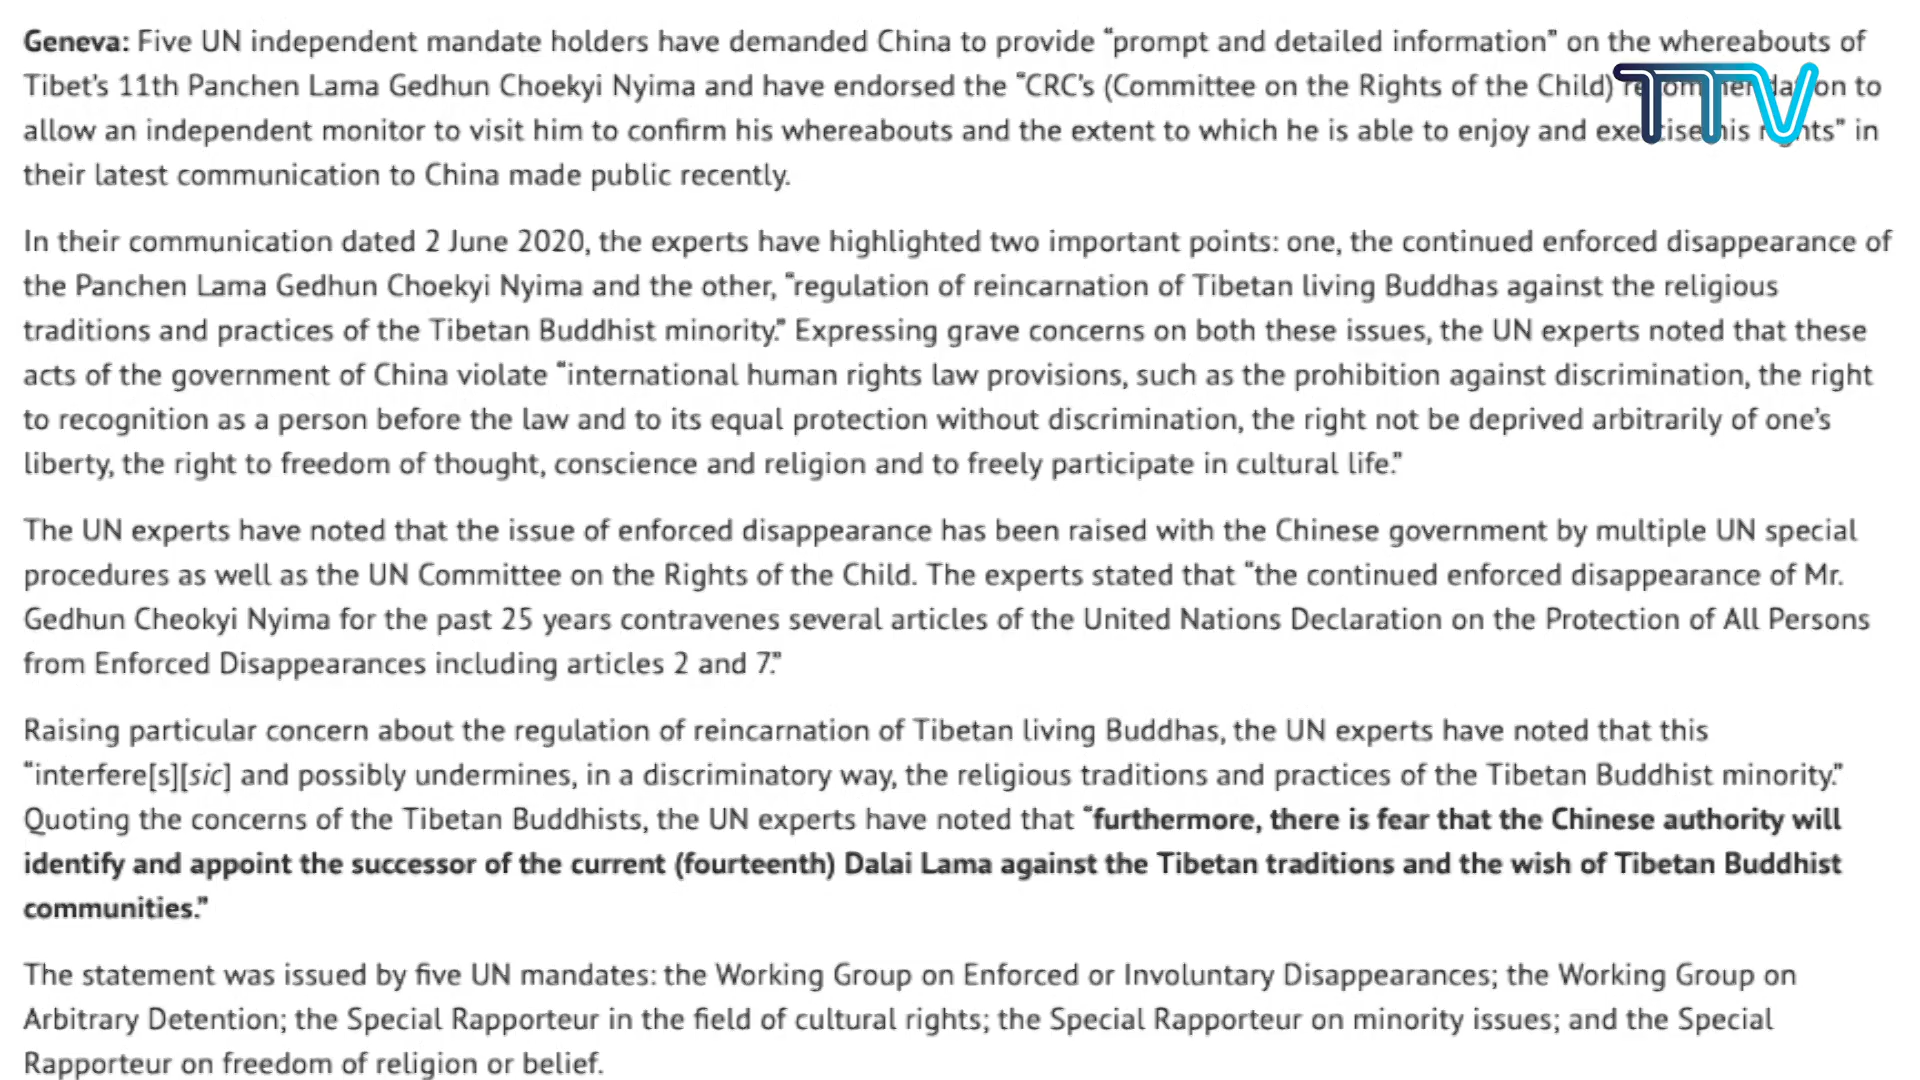 Geneva: Five UN independent mandate holders have demanded China to provide “prompt and detailed information” on the whereabouts of
Tibet’s 11th Panchen Lama Gedhun Choekyi Nyima and have endorsed the “CRC’s (Committee on the Rights of the Child) recommendation to
allow an independent monitor to visit him to confirm his whereabouts and the extent to which he is able to enjoy and exercise his rights” in
their latest communication to China made public recently.
In their communication dated 2 June 2020, the experts have highlighted two important points: one, the continued enforced disappearance of
the Panchen Lama Gedhun Choekyi Nyima and the other, “regulation of reincarnation of Tibetan living Buddhas against the religious
traditions and practices of the Tibetan Buddhist minority.” Expressing grave concerns on both these issues, the UN experts noted that these
acts of the government of China violate “international human rights law provisions, such as the prohibition against discrimination, the right
to recognition as a person before the law and to its equal protection without discrimination, the right not be deprived arbitrarily of one’s
liberty, the right to freedom of thought, conscience and religion and to freely participate in cultural life.”
The UN experts have noted that the issue of enforced disappearance has been raised with the Chinese government by multiple UN special
procedures as well as the UN Committee on the Rights of the Child. The experts stated that “the continued enforced disappearance of Mr.
Gedhun Cheokyi Nyima for the past 25 years contravenes several articles of the United Nations Declaration on the Protection of All Persons
from Enforced Disappearances including articles 2 and 7.”
Raising particular concern about the regulation of reincarnation of Tibetan living Buddhas, the UN experts have noted that this
“interfere[s][sic] and possibly undermines, in a discriminatory way, the religious traditions and practices of the Tibetan Buddhist minority.”
Quoting the concerns of the Tibetan Buddhists, the UN experts have noted that “furthermore, there is fear that the Chinese authority will
identify and appoint the successor of the current (fourteenth) Dalai Lama against the Tibetan traditions and the wish of Tibetan Buddhist
communities.”
The statement was issued by five UN mandates: the Working Group on Enforced or Involuntary Disappearances; the Working Group on
Arbitrary Detention; the Special Rapporteur in the field of cultural rights; the Special Rapporteur on minority issues; and the Special
Rapporteur on freedom of religion or belief.
TTV